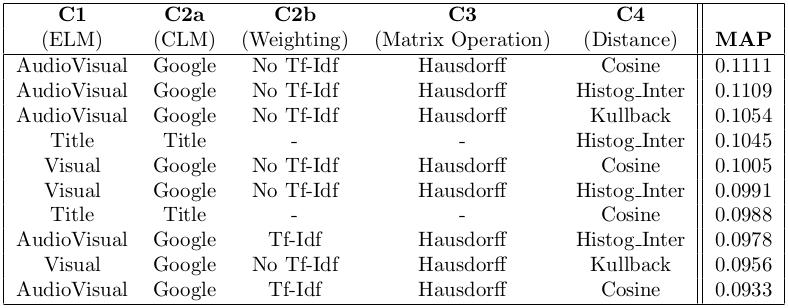 C1 C2a C2b C3 C4
(ELM) (CLM) (Weighting) (Matrix Operation) (Distance) MAP
AudioVisual Google No Tf-Idf Hausdorff Cosine 0.1111
AudioVisual Google No Tf-Idf Hausdorff Histog_Inter 0.1109
AudioVisual Google No Tf-Idf Hausdorff Kullback 0.1054
Title Title - - Histog_Inter 0.1045
Visual Google No Tf-Idf Hausdorff Cosine 0.1005
Visual Google No Tf-Idf Hausdorff Histog_Inter 0.0991
Title Title - - Cosine 0.0988
AudioVisual Google Tf-Idf Hausdorff Histog_Inter 0.0978
Visual Google No Tf-Idf Hausdorff Kullback 0.0956
AudioVisual Google Tf-Idf Hausdorff Cosine 0.0933